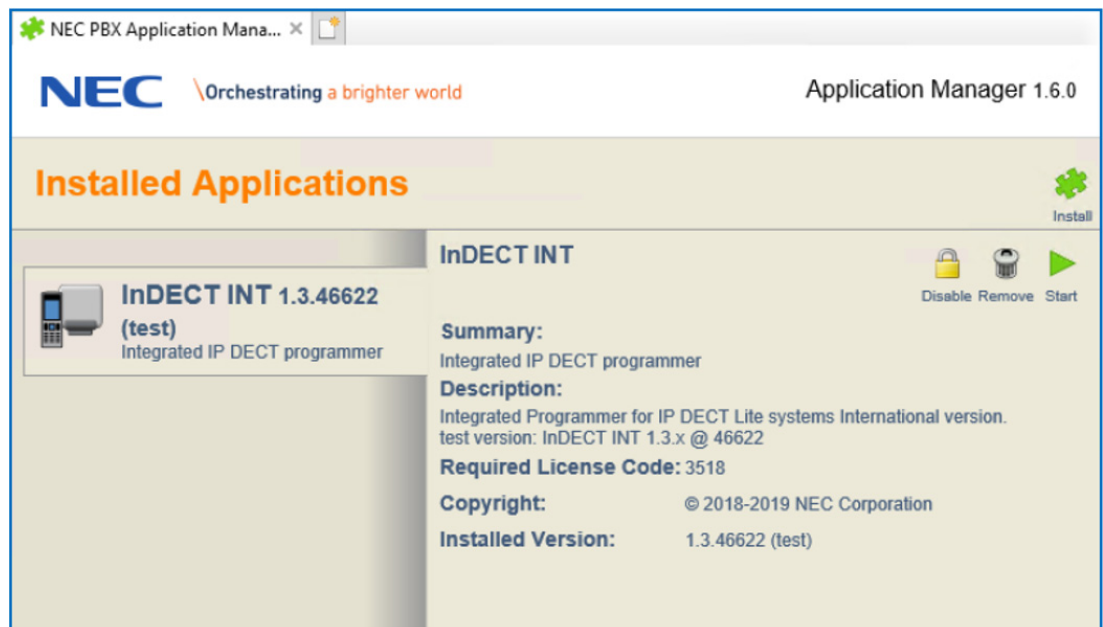 NEC PBX Application Mana...
NEC \Orchestrating a brighter world
Application Manager 1.6.0
Installed Applications
Install
InDECT INT 1.3.46622
(test)
Integrated IP DECT programmer
InDECT INT
Disable Remove Start
Summary:
Integrated IP DECT programmer
Description:
Integrated Programmer for IP DECT Lite systems International version.
test version: InDECT INT 1.3.x @ 46622
Required License Code: 3518
Copyright: © 2018-2019 NEC Corporation
Installed Version: 1.3.46622 (test)